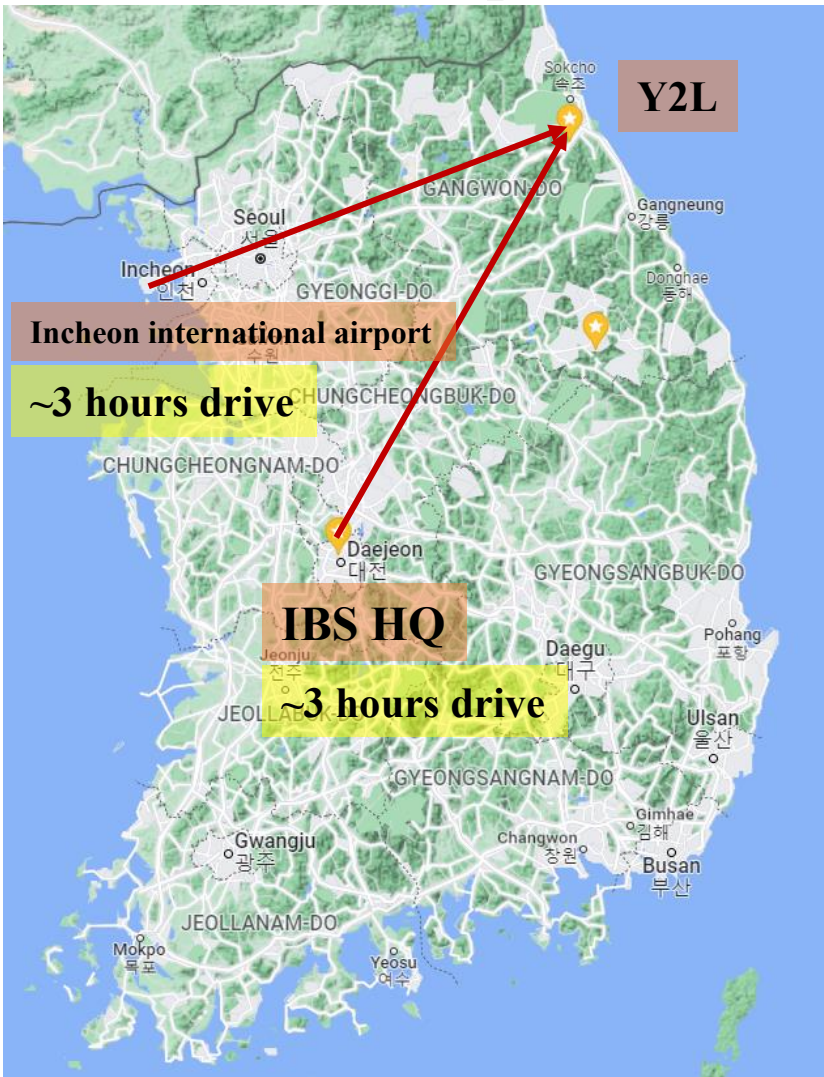 Sokcho
속초
Y2L
GANGWON-DO
Gangneung
강릉
Seoul
서울
Donghae
동해
Incheon
인천
GYEONGGI-DO
Incheon international airport
수원
~3 hours drive
CHUNGCHEONGBUK-DO
CHUNGCHEONGNAM-DO
Daejeon
대전
GYEONGSANGBUK-DO
IBS HQ
Pohang
포항
Jeonju
전주
Daegu
대구
~3 hours drive
Ulsan
울산
GYEONGSANGNAM-DO
Gimhae
김해
Changwon
창원
Busan
부산
Gwangju
광주
JEOLLANAM-DO
Mokpo
목포
Yeosu
여수